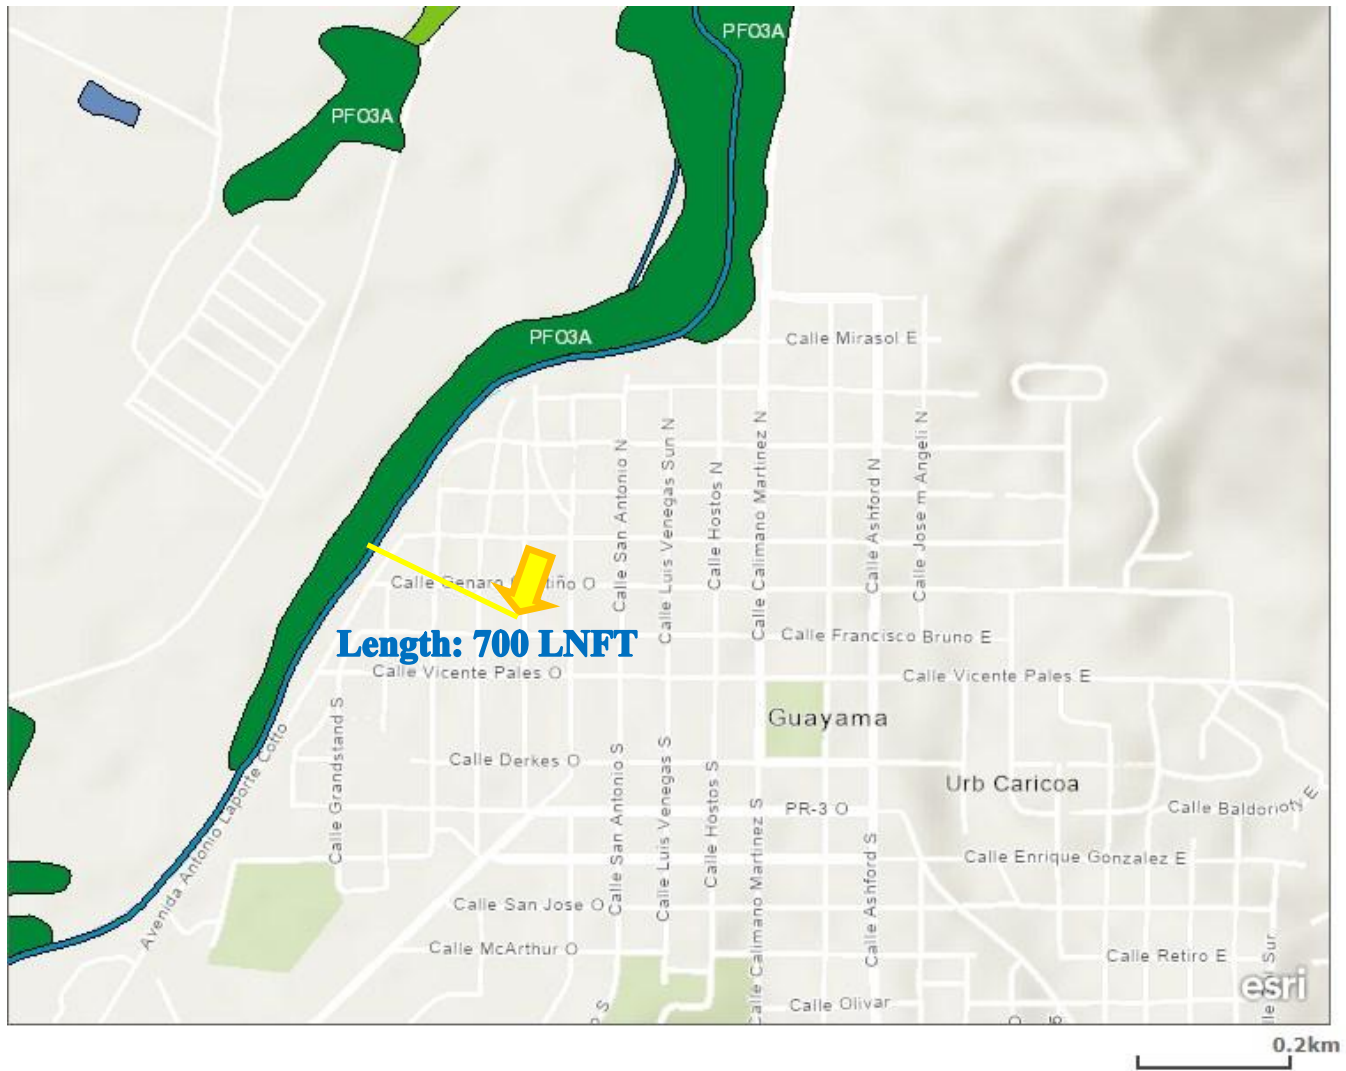 PFO3A
PFO3A
PFO3A
Calle Mirasol E
Calle San Antonio N
Calle Luis Venegas Sun N
Calle Hostos N
Calle Calimano Martinez N
Calle Ashford N
Calle Jose m Angeli N
Calle Genaro tiño O
Length: 700 LNFT
Calle Francisco Bruno E
Calle Vicente Pales O
Calle Vicente Pales E
Guayama
Calle Grandstand S
Avenida Antonio Laporte Cotto
Calle Derkes O
Urb Caricoa
PR-3 O
Calle Baldorioty E
Calle San Antonio S
Calle Luis Venegas S
Calle Hostos S
Calle Calimano Martinez S
Calle Ashford S
Calle Enrique Gonzalez E
Calle San Jose O
Calle McArthur O
Calle Retiro E
Calle Olivar
esri
0.2km